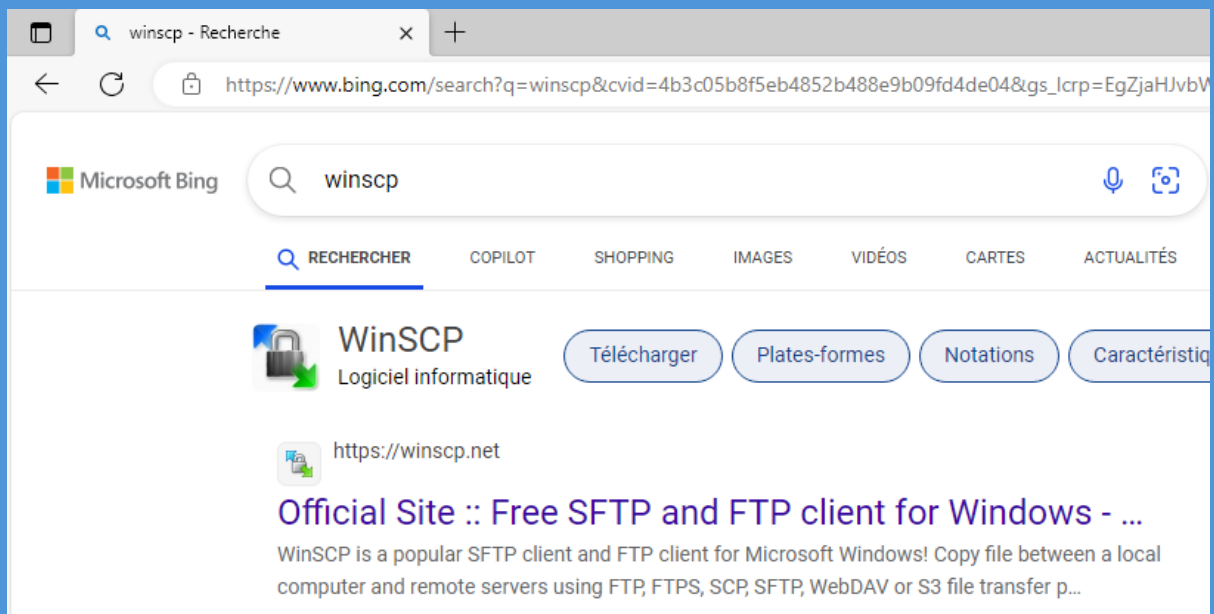 winscp - Recherche
https://www.bing.com/search?q=winscp&cvid=4b3c05b8f5eb4852b488e9b09fd4de04&gs_lcrp=EgZjaHJvbW
Microsoft Bing
winscp
RECHERCHER COPILOT SHOPPING IMAGES VIDÉOS CARTES ACTUALITÉS
WinSCP
Logiciel informatique
Télécharger Plates-formes Notations Caractéristiq
https://winscp.net
Official Site :: Free SFTP and FTP client for Windows - ...
WinSCP is a popular SFTP client and FTP client for Microsoft Windows! Copy file between a local
computer and remote servers using FTP, FTPS, SCP, SFTP, WebDAV or S3 file transfer p...